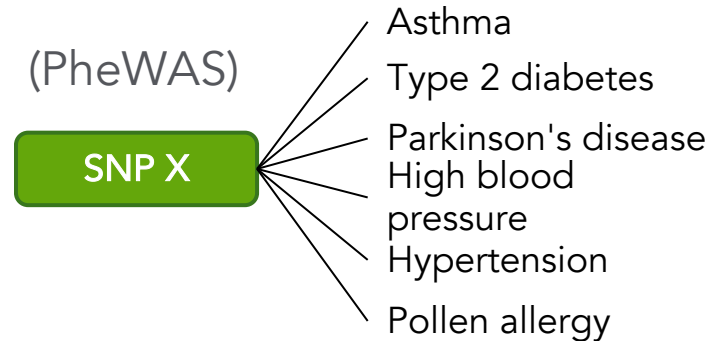 (PheWAS)
SNP X
Asthma
Type 2 diabetes
Parkinson's disease
High blood
pressure
Hypertension
Pollen allergy